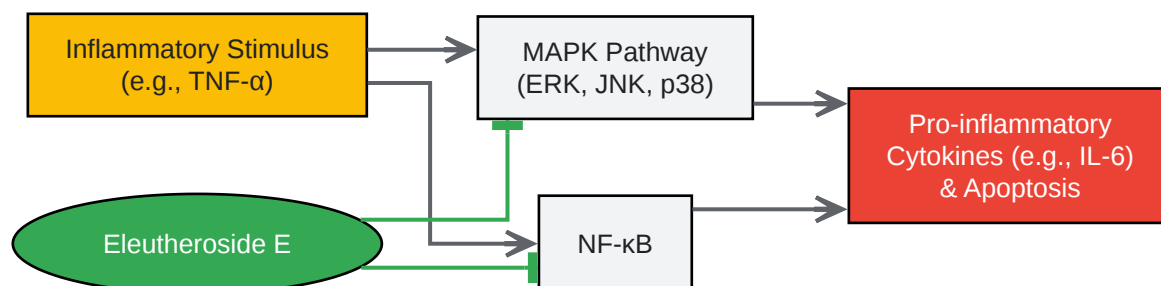 Inflammatory Stimulus
(e.g., TNF-α)
MAPK Pathway
(ERK, JNK, p38)
Pro-inflammatory
Cytokines (e.g., IL-6)
& Apoptosis
Eleutheroside E
NF-κB